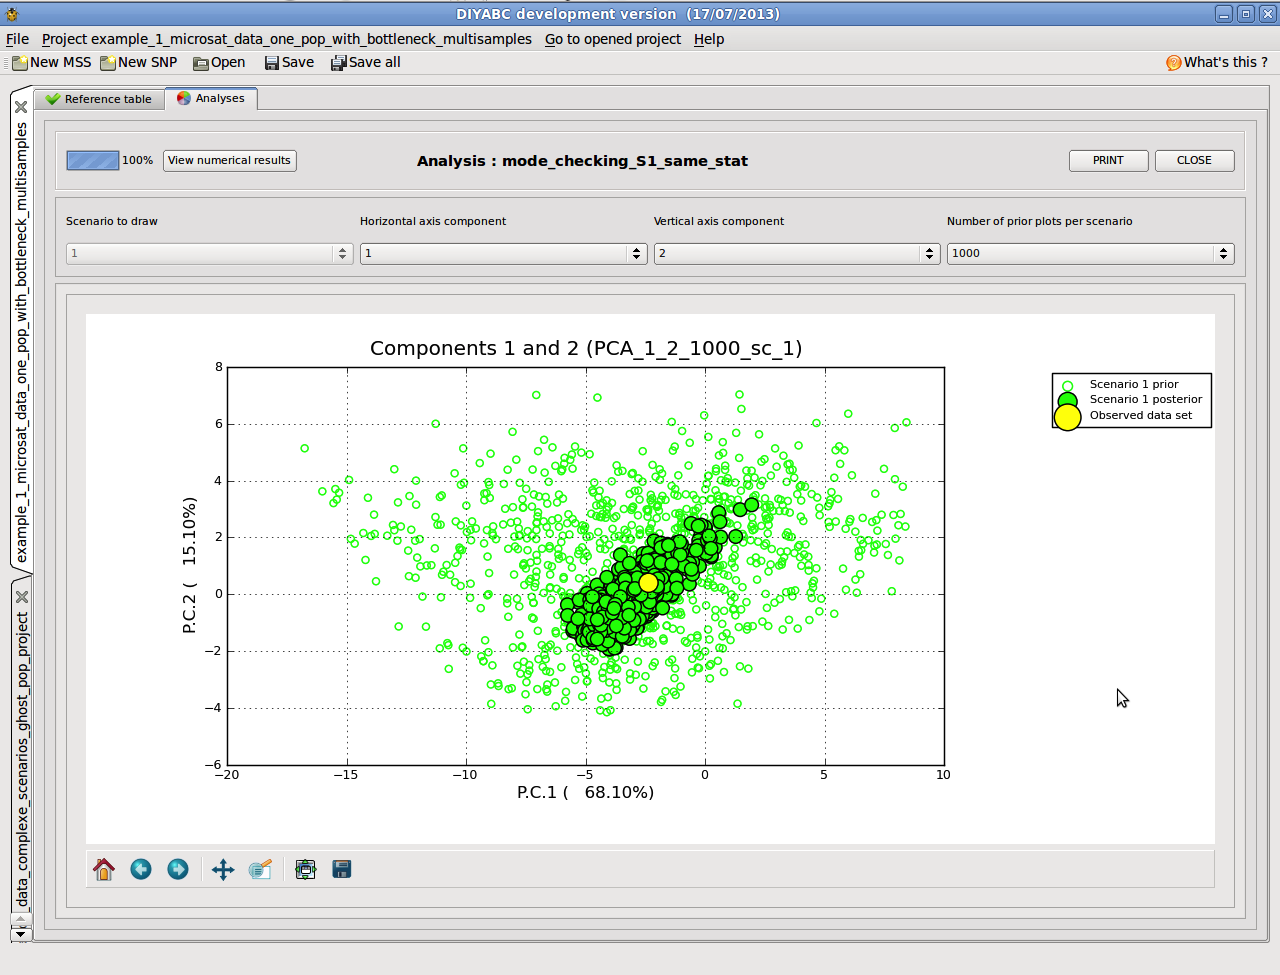 DIYABC development version  (17/07/2013)
File Project example_1_microsat_data_one_pop_with_bottleneck_multisamples Go to opened project Help
New MSS New SNP Open Save Save all What's this ?
example_1_microsat_data_one_pop_with_bottleneck_multisamples
_data_complexe_scenarios_ghost_pop_project
Reference table Analyses
100% View numerical results Analysis : mode_checking_S1_same_stat PRINT CLOSE
Scenario to draw Horizontal axis component Vertical axis component Number of prior plots per scenario
1 1 2 1000
Components 1 and 2 (PCA_1_2_1000_sc_1)
Scenario 1 prior
Scenario 1 posterior
Observed data set
P.C.2 (   15.10%)
8
6
4
2
0
−2
−4
−6
−20 −15 −10 −5 0 5 10
P.C.1 (   68.10%)